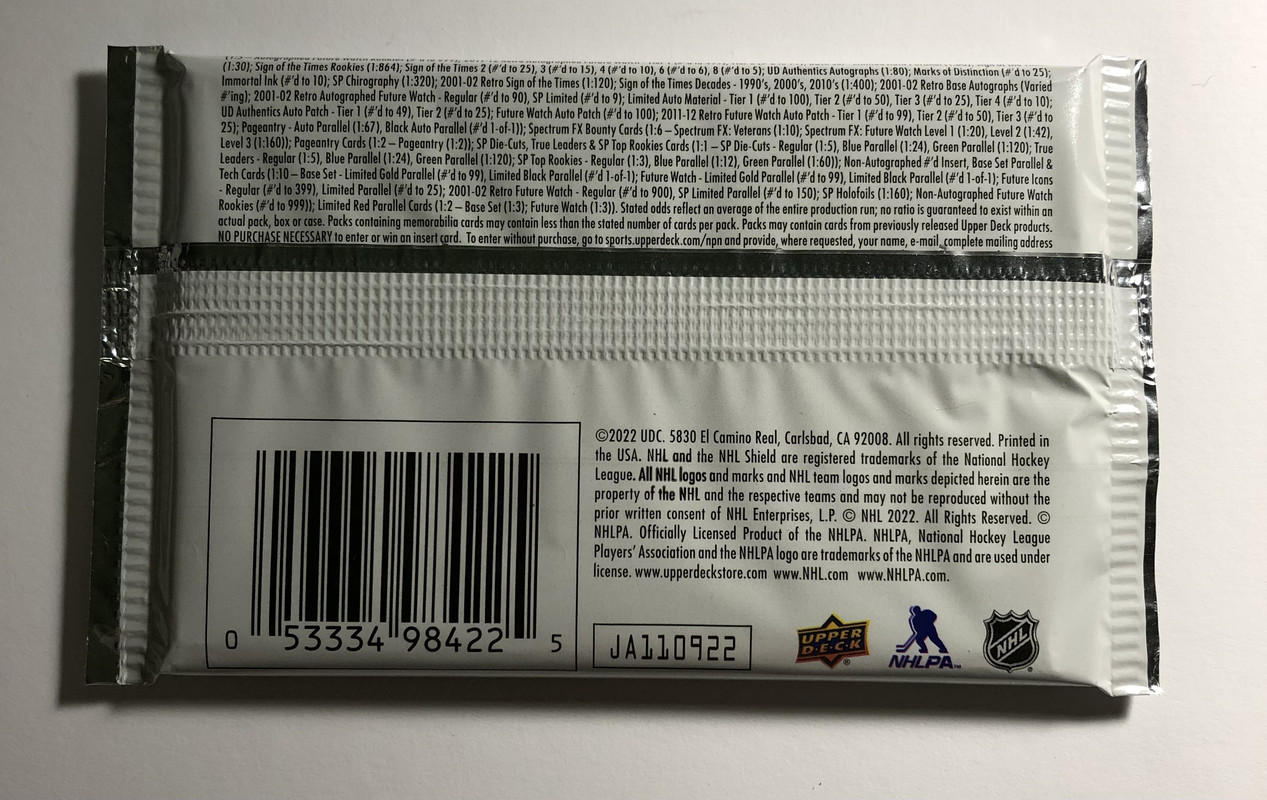 (1:30); Sign of the Times Rookies (1:864); Sign of the Times 2 (#'d to 25), 3 (#'d to 15), 4 (#'d to 10), 6 (#'d to 6), 8 (#'d to 5); UD Authentics Autographs (1:80); Marks of Distinction (#'d to 25);
Immortal Ink (#'d to 10); SP Chirography (1:320); 2001-02 Retro Sign of the Times (1:120); Sign of the Times Decades - 1990's, 2000's, 2010's (1:400); 2001-02 Retro Base Autographs (Varied
#'ing); 2001-02 Retro Autographed Future Watch - Regular (#'d to 90), SP Limited (#'d to 9); Limited Auto Material - Tier 1 (#'d to 100), Tier 2 (#'d to 50), Tier 3 (#'d to 25), Tier 4 (#'d to 10);
UD Authentics Auto Patch - Tier 1 (#'d to 49), Tier 2 (#'d to 25); Future Watch Auto Patch (#'d to 100); 2011-12 Retro Future Watch Auto Patch - Tier 1 (#'d to 99), Tier 2 (#'d to 50), Tier 3 (#'d to
25); Pageantry - Auto Parallel (1:67), Black Auto Parallel (#'d 1-of-1)); Spectrum FX Bounty Cards (1:6 – Spectrum FX: Veterans (1:10); Spectrum FX: Future Watch Level 1 (1:20), Level 2 (1:42),
Level 3 (1:160)); Pageantry Cards (1:2 – Pageantry (1:2)); SP Die-Cuts, True Leaders & SP Top Rookies Cards (1:1 – SP Die-Cuts - Regular (1:5), Blue Parallel (1:24), Green Parallel (1:120); True
Leaders - Regular (1:5), Blue Parallel (1:24), Green Parallel (1:120); SP Top Rookies - Regular (1:3), Blue Parallel (1:12), Green Parallel (1:60)); Non-Autographed #'d Insert, Base Set Parallel &
Tech Cards (1:10 – Base Set - Limited Gold Parallel (#'d to 99), Limited Black Parallel (#'d 1-of-1); Future Watch - Limited Gold Parallel (#'d to 99), Limited Black Parallel (#'d 1-of-1); Future Icons
- Regular (#'d to 399), Limited Parallel (#'d to 25); 2001-02 Retro Future Watch - Regular (#'d to 900), SP Limited Parallel (#'d to 150); SP Holofoils (1:160); Non-Autographed Future Watch
Rookies (#'d to 999)); Limited Red Parallel Cards (1:2 – Base Set (1:3); Future Watch (1:3)). Stated odds reflect an average of the entire production run; no ratio is guaranteed to exist within an
actual pack, box or case. Packs containing memorabilia cards may contain less than the stated number of cards per pack. Packs may contain cards from previously released Upper Deck products.
NO PURCHASE NECESSARY to enter or win an insert card. To enter without purchase, go to sports.upperdeck.com/npn and provide, where requested, your name, e-mail, complete mailing address
©2022 UDC. 5830 El Camino Real, Carlsbad, CA 92008. All rights reserved. Printed in
the USA. NHL and the NHL Shield are registered trademarks of the National Hockey
League. All NHL logos and marks and NHL team logos and marks depicted herein are the
property of the NHL and the respective teams and may not be reproduced without the
prior written consent of NHL Enterprises, L.P. © NHL 2022. All Rights Reserved. ©
NHLPA. Officially Licensed Product of the NHLPA. NHLPA, National Hockey League
Players' Association and the NHLPA logo are trademarks of the NHLPA and are used under
license. www.upperdeckstore.com www.NHL.com www.NHLPA.com.
0 53334 98422 5
JA110922
UPPER DECK®
NHLPA™
NHL®